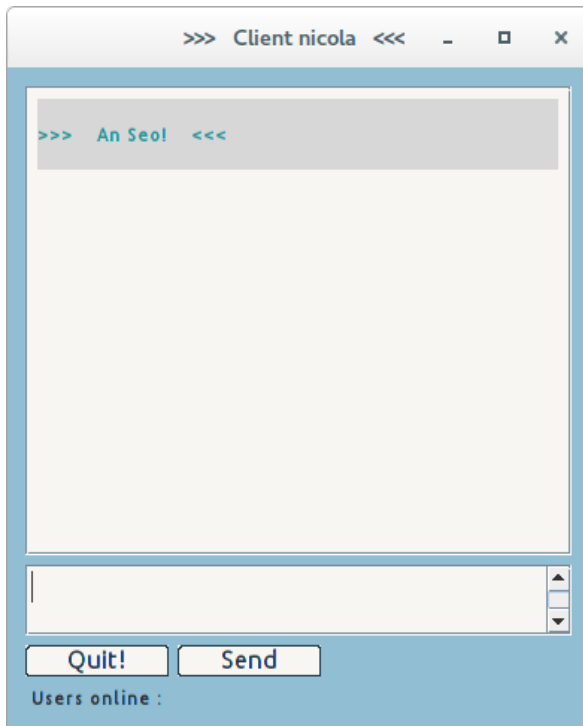 >>> Client nicola <<<
>>> An Seo! <<<
Quit! Send
Users online :